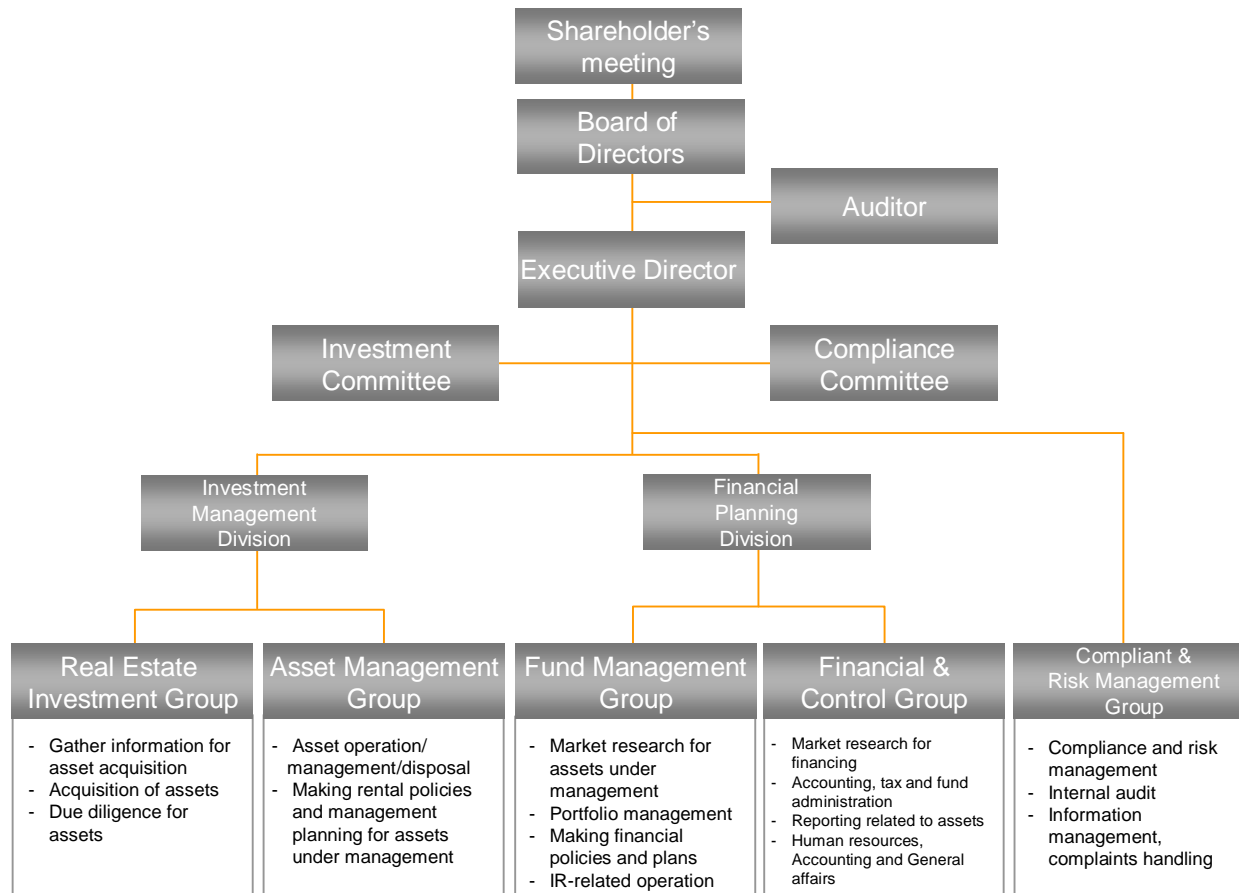 Shareholder's
meeting
Board of
Directors
Auditor
Executive Director
Investment
Committee
Compliance
Committee
Investment
Management
Division
Financial
Planning
Division
Real Estate
Investment Group
- Gather information for
asset acquisition
- Acquisition of assets
- Due diligence for
assets
Asset Management
Group
- Asset operation/
management/disposal
- Making rental policies
and management
planning for assets
under management
Fund Management
Group
- Market research for
assets under
management
- Portfolio management
- Making financial
policies and plans
- IR-related operation
Financial &
Control Group
- Market research for
financing
- Accounting, tax and fund
administration
- Reporting related to assets
- Human resources,
Accounting and General
affairs
Compliant &
Risk Management
Group
- Compliance and risk
management
- Internal audit
- Information
management,
complaints handling